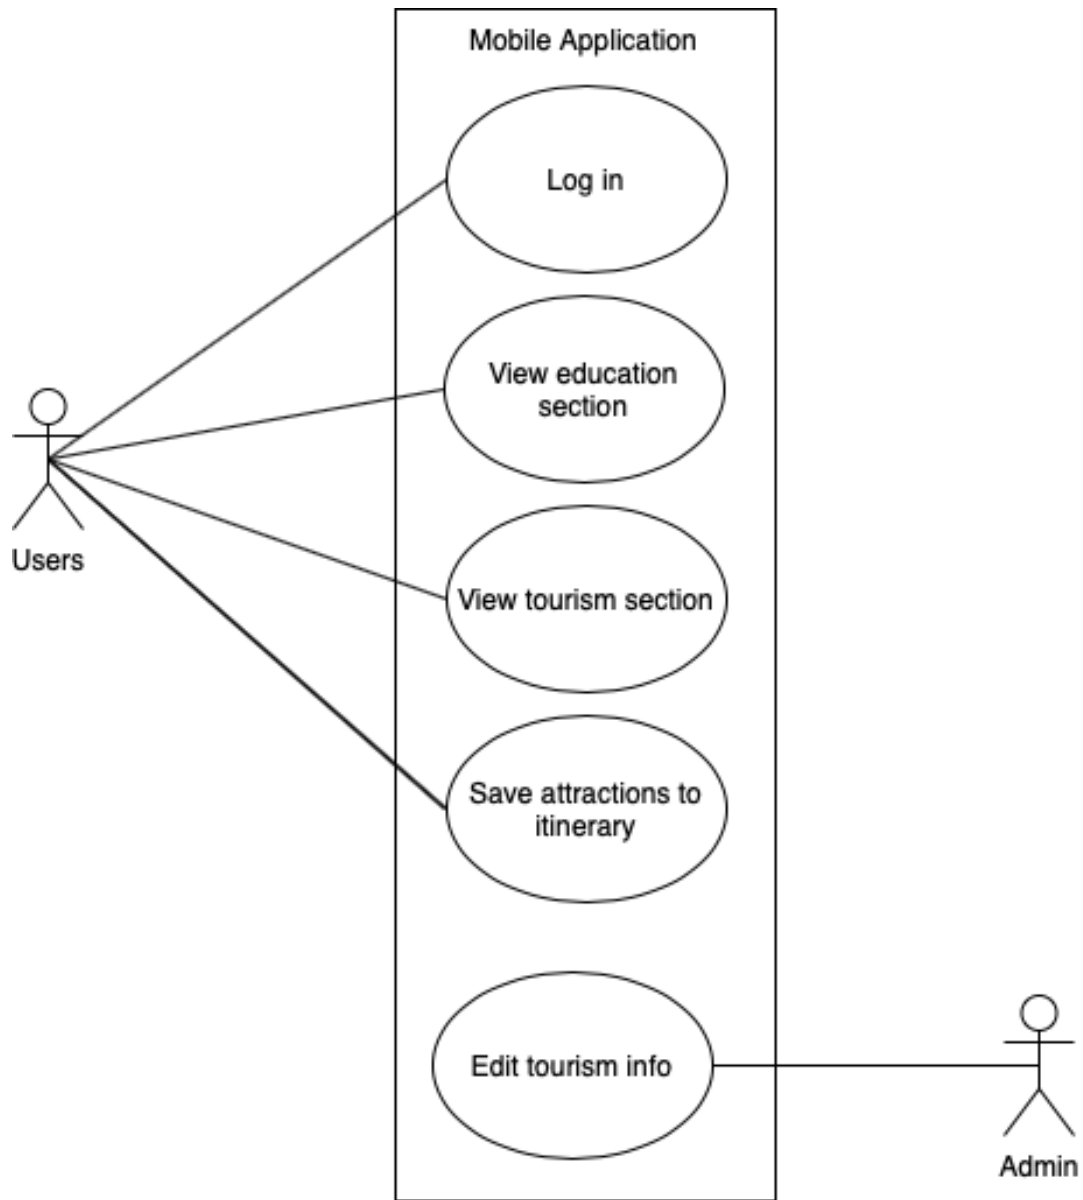 Mobile Application
Log in
View education
section
Users
View tourism section
Save attractions to
itinerary
Edit tourism info
Admin